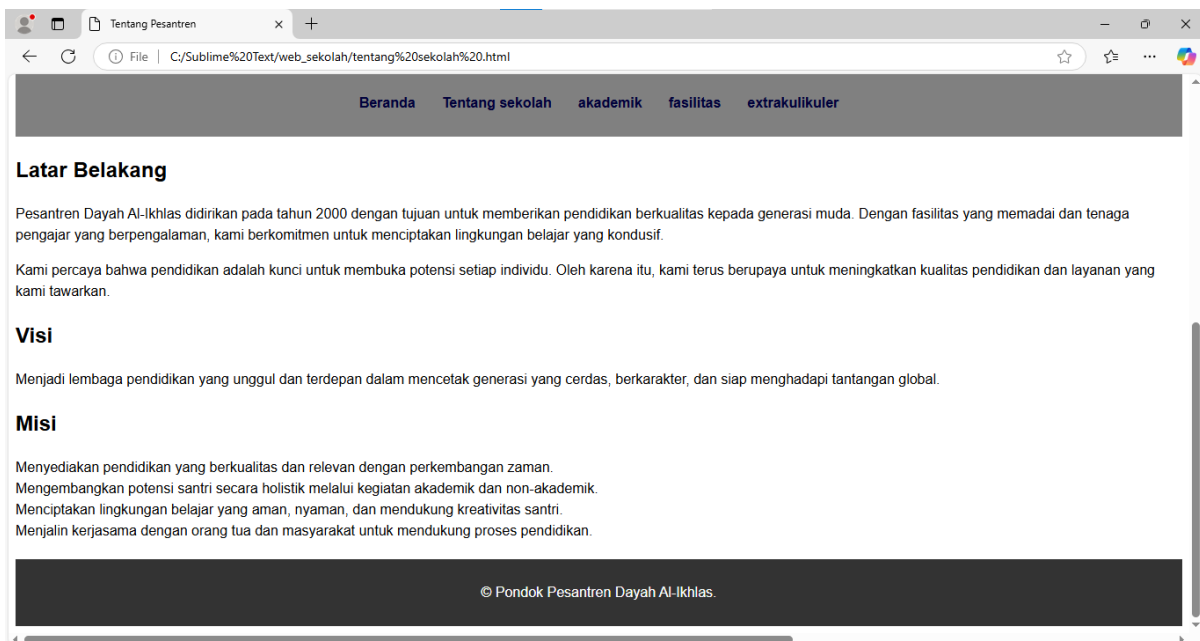 Tentang Pesantren
File
C:/Sublime%20Text/web_sekolah/tentang%20sekolah%20.html
Beranda Tentang sekolah akademik fasilitas extrakulikuler
Latar Belakang
Pesantren Dayah Al-Ikhlas didirikan pada tahun 2000 dengan tujuan untuk memberikan pendidikan berkualitas kepada generasi muda. Dengan fasilitas yang memadai dan tenaga
pengajar yang berpengalaman, kami berkomitmen untuk menciptakan lingkungan belajar yang kondusif.
Kami percaya bahwa pendidikan adalah kunci untuk membuka potensi setiap individu. Oleh karena itu, kami terus berupaya untuk meningkatkan kualitas pendidikan dan layanan yang
kami tawarkan.
Visi
Menjadi lembaga pendidikan yang unggul dan terdepan dalam mencetak generasi yang cerdas, berkarakter, dan siap menghadapi tantangan global.
Misi
Menyediakan pendidikan yang berkualitas dan relevan dengan perkembangan zaman.
Mengembangkan potensi santri secara holistik melalui kegiatan akademik dan non-akademik.
Menciptakan lingkungan belajar yang aman, nyaman, dan mendukung kreativitas santri.
Menjalin kerjasama dengan orang tua dan masyarakat untuk mendukung proses pendidikan.
© Pondok Pesantren Dayah Al-Ikhlas.